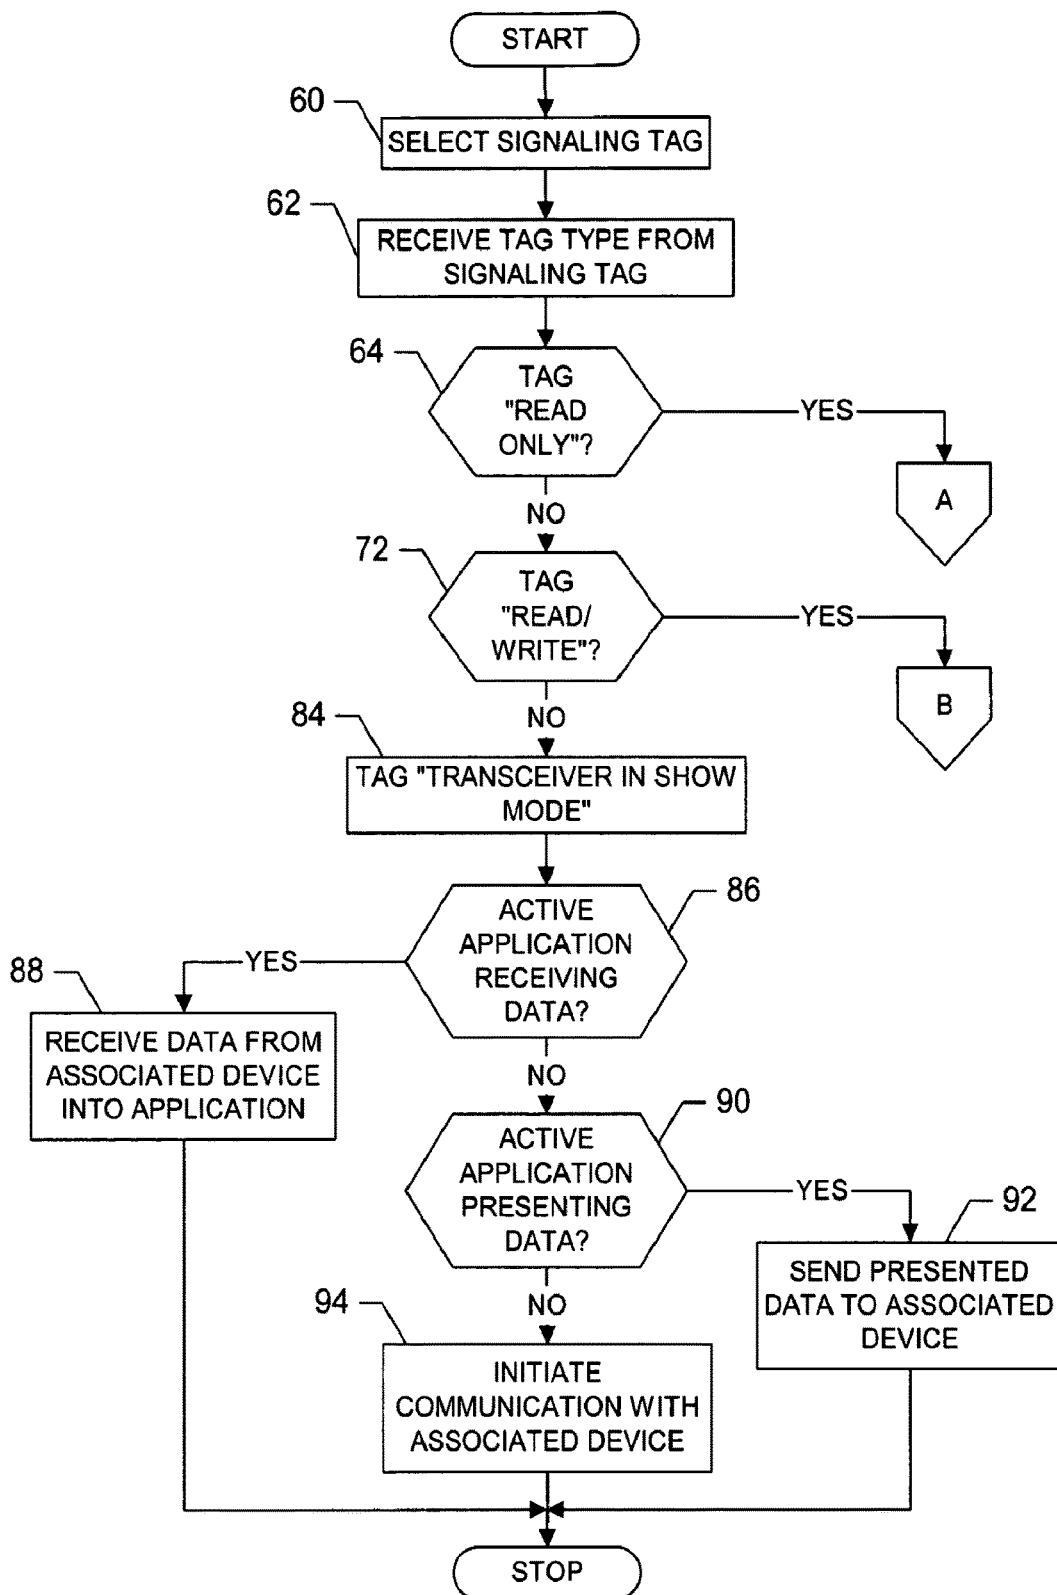 START
60
SELECT SIGNALING TAG
62
RECEIVE TAG TYPE FROM
SIGNALING TAG
64
TAG
"READ
ONLY"?
YES
A
NO
72
TAG
"READ/
WRITE"?
YES
B
NO
84
TAG "TRANSCEIVER IN SHOW
MODE"
86
ACTIVE
APPLICATION
RECEIVING
DATA?
YES
88
RECEIVE DATA FROM
ASSOCIATED DEVICE
INTO APPLICATION
NO
90
ACTIVE
APPLICATION
PRESENTING
DATA?
YES
92
SEND PRESENTED
DATA TO ASSOCIATED
DEVICE
NO
94
INITIATE
COMMUNICATION WITH
ASSOCIATED DEVICE
STOP